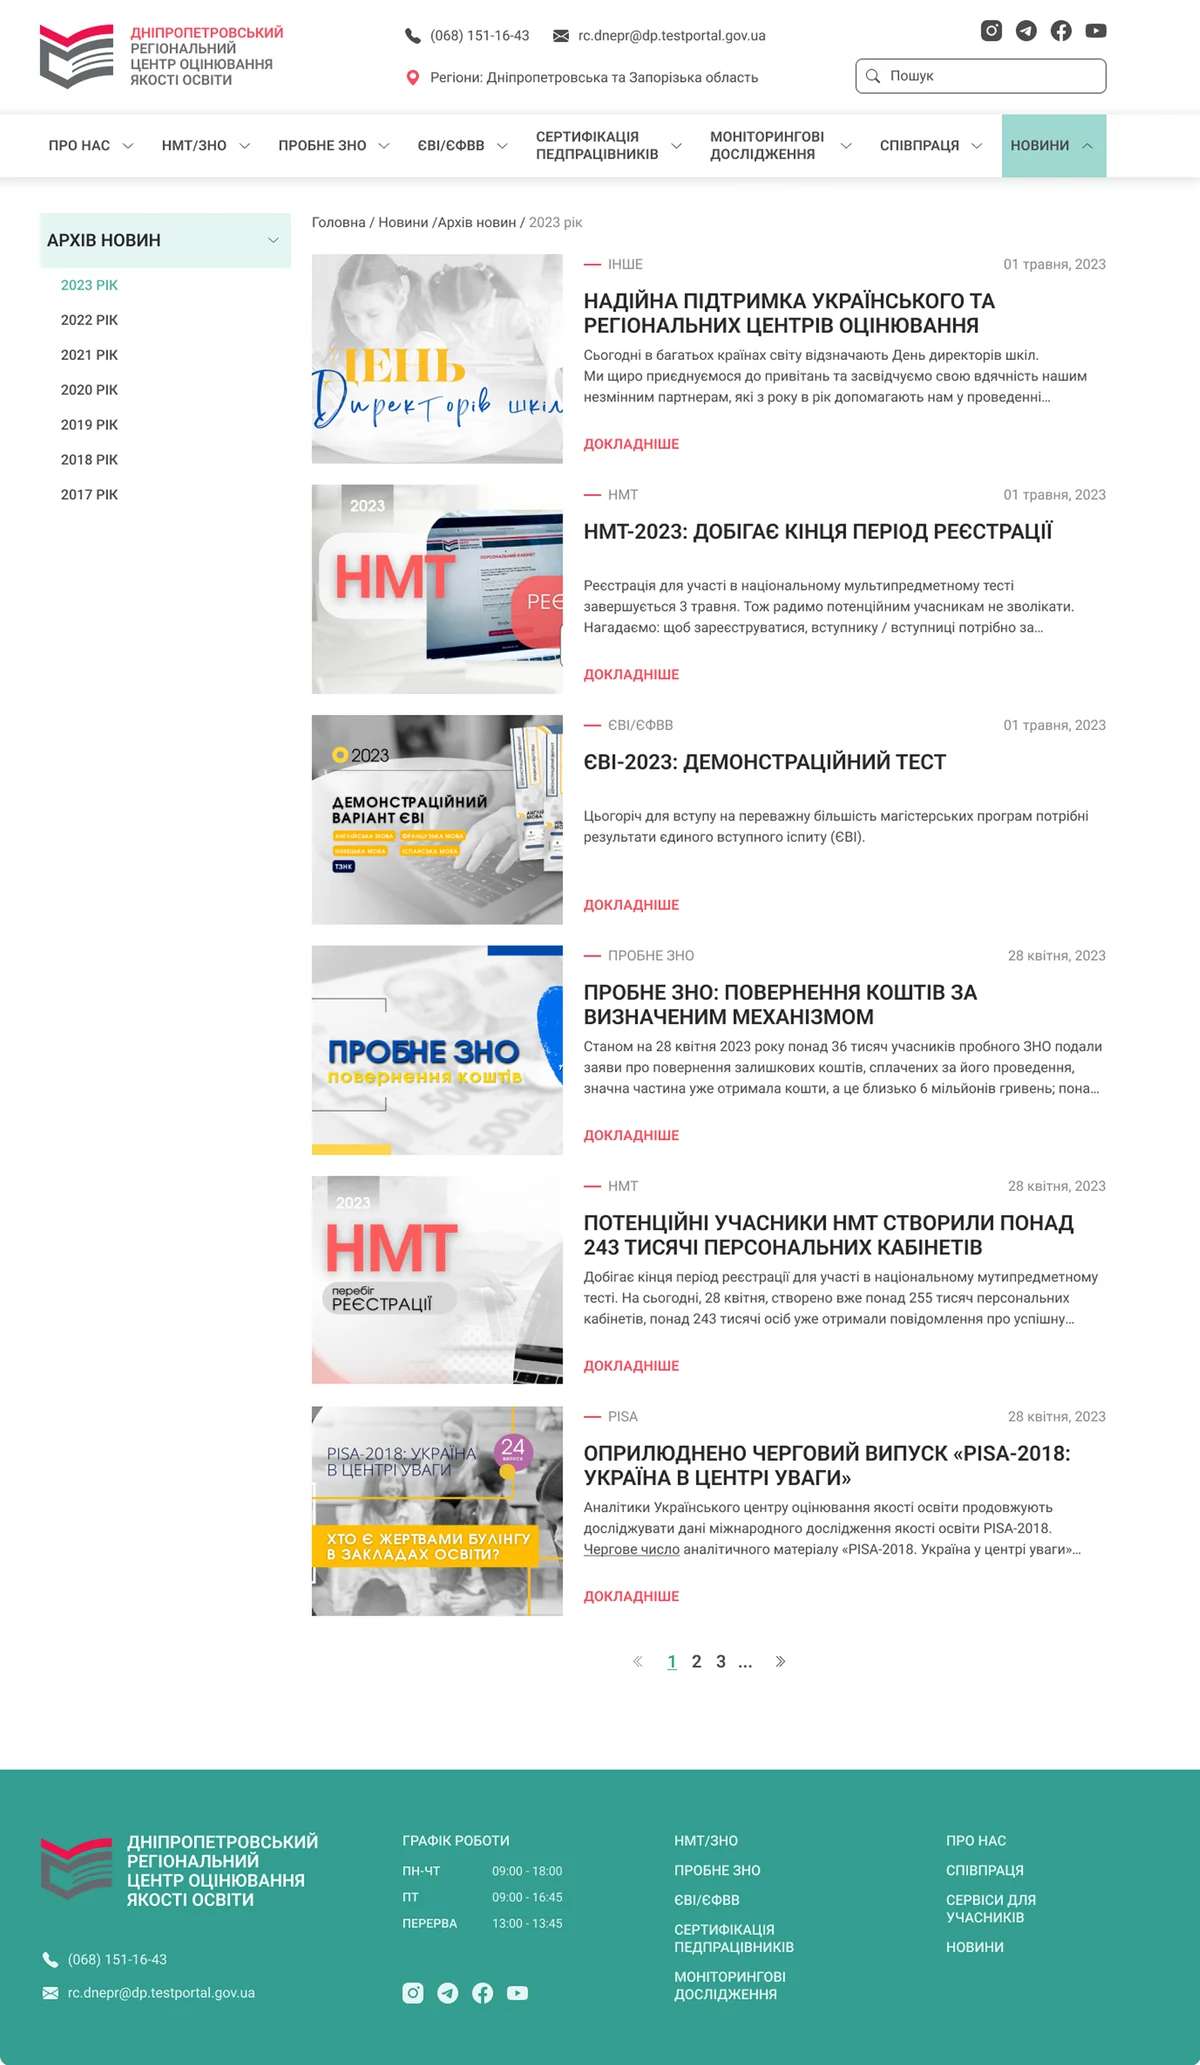 ДНІПРОПЕТРОВСЬКИЙ
РЕГІОНАЛЬНИЙ
ЦЕНТР ОЦІНЮВАННЯ
ЯКОСТІ ОСВІТИ
(068) 151-16-43
rc.dnepr@dp.testportal.gov.ua
Регіони: Дніпропетровська та Запорізька область
Пошук
ПРО НАС
НМТ/ЗНО
ПРОБНЕ ЗНО
ЄВІ/ЄФВВ
СЕРТИФІКАЦІЯ
ПЕДПРАЦІВНИКІВ
МОНІТОРИНГОВІ
ДОСЛІДЖЕННЯ
СПІВПРАЦЯ
НОВИНИ
АРХІВ НОВИН
2023 РІК
2022 РІК
2021 РІК
2020 РІК
2019 РІК
2018 РІК
2017 РІК
Головна / Новини /Архів новин / 2023 рік
ДЕНЬ
Директорів шкіл
ІНШЕ
01 травня, 2023
НАДІЙНА ПІДТРИМКА УКРАЇНСЬКОГО ТА
РЕГІОНАЛЬНИХ ЦЕНТРІВ ОЦІНЮВАННЯ
Сьогодні в багатьох країнах світу відзначають День директорів шкіл.
Ми щиро приєднуємося до привітань та засвідчуємо свою вдячність нашим
незмінним партнерам, які з року в рік допомагають нам у проведенні...
ДОКЛАДНІШЕ
2023
НМТ
ПЕРСОНАЛЬНИЙ КАБІНЕТ
РЕЄ
НМТ
01 травня, 2023
НМТ-2023: ДОБІГАЄ КІНЦЯ ПЕРІОД РЕЄСТРАЦІЇ
Реєстрація для участі в національному мультипредметному тесті
завершується 3 травня. Тож радимо потенційним учасникам не зволікати.
Нагадаємо: щоб зареєструватися, вступнику / вступниці потрібно за...
ДОКЛАДНІШЕ
2023
ДЕМОНСТРАЦІЙНИЙ
ВАРІАНТ ЄВІ
АНГЛІЙСЬКА МОВА
ФРАНЦУЗЬКА МОВА
НІМЕЦЬКА МОВА
ІСПАНСЬКА МОВА
ТЗНК
ЄВІ/ЄФВВ
01 травня, 2023
ЄВІ-2023: ДЕМОНСТРАЦІЙНИЙ ТЕСТ
Цьогоріч для вступу на переважну більшість магістерських програм потрібні
результати єдиного вступного іспиту (ЄВІ).
ДОКЛАДНІШЕ
ПРОБНЕ ЗНО
повернення коштів
500
ПРОБНЕ ЗНО
28 квітня, 2023
ПРОБНЕ ЗНО: ПОВЕРНЕННЯ КОШТІВ ЗА
ВИЗНАЧЕНИМ МЕХАНІЗМОМ
Станом на 28 квітня 2023 року понад 36 тисяч учасників пробного ЗНО подали
заяви про повернення залишкових коштів, сплачених за його проведення,
значна частина уже отримала кошти, а це близько 6 мільйонів гривень; пона...
ДОКЛАДНІШЕ
2023
НМТ
перебіг
РЕЄСТРАЦІЇ
НМТ
28 квітня, 2023
ПОТЕНЦІЙНІ УЧАСНИКИ НМТ СТВОРИЛИ ПОНАД
243 ТИСЯЧІ ПЕРСОНАЛЬНИХ КАБІНЕТІВ
Добігає кінця період реєстрації для участі в національному мутипредметному
тесті. На сьогодні, 28 квітня, створено вже понад 255 тисяч персональних
кабінетів, понад 243 тисячі осіб уже отримали повідомлення про успішну...
ДОКЛАДНІШЕ
PISA-2018: УКРАЇНА
В ЦЕНТРІ УВАГИ
24
ВИПУСК
ХТО Є ЖЕРТВАМИ БУЛІНГУ
В ЗАКЛАДАХ ОСВІТИ?
PISA
28 квітня, 2023
ОПРИЛЮДНЕНО ЧЕРГОВИЙ ВИПУСК «PISA-2018:
УКРАЇНА В ЦЕНТРІ УВАГИ»
Аналітики Українського центру оцінювання якості освіти продовжують
досліджувати дані міжнародного дослідження якості освіти PISA-2018.
Чергове число аналітичного матеріалу «PISA-2018. Україна у центрі уваги»...
ДОКЛАДНІШЕ
« 1 2 3 ... »
ДНІПРОПЕТРОВСЬКИЙ
РЕГІОНАЛЬНИЙ
ЦЕНТР ОЦІНЮВАННЯ
ЯКОСТІ ОСВІТИ
(068) 151-16-43
rc.dnepr@dp.testportal.gov.ua
ГРАФІК РОБОТИ
ПН-ЧТ 09:00 - 18:00
ПТ 09:00 - 16:45
ПЕРЕРВА 13:00 - 13:45
НМТ/ЗНО
ПРОБНЕ ЗНО
ЄВІ/ЄФВВ
СЕРТИФІКАЦІЯ
ПЕДПРАЦІВНИКІВ
МОНІТОРИНГОВІ
ДОСЛІДЖЕННЯ
ПРО НАС
СПІВПРАЦЯ
СЕРВІСИ ДЛЯ
УЧАСНИКІВ
НОВИНИ